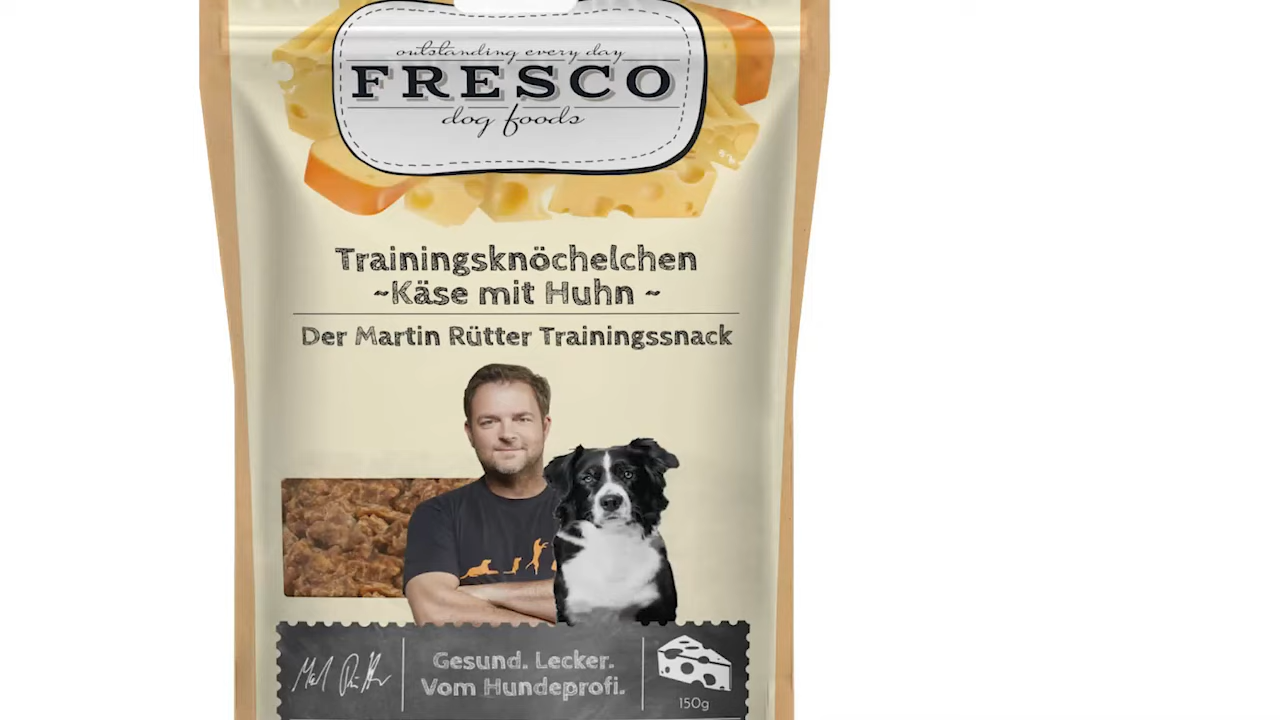 outstanding every day
FRESCO
dog foods
Trainingsknöchelchen
~Käse mit Huhn ~
Der Martin Rütter Trainingssnack
Gesund. Lecker.
Vom Hundeprofi.
150g